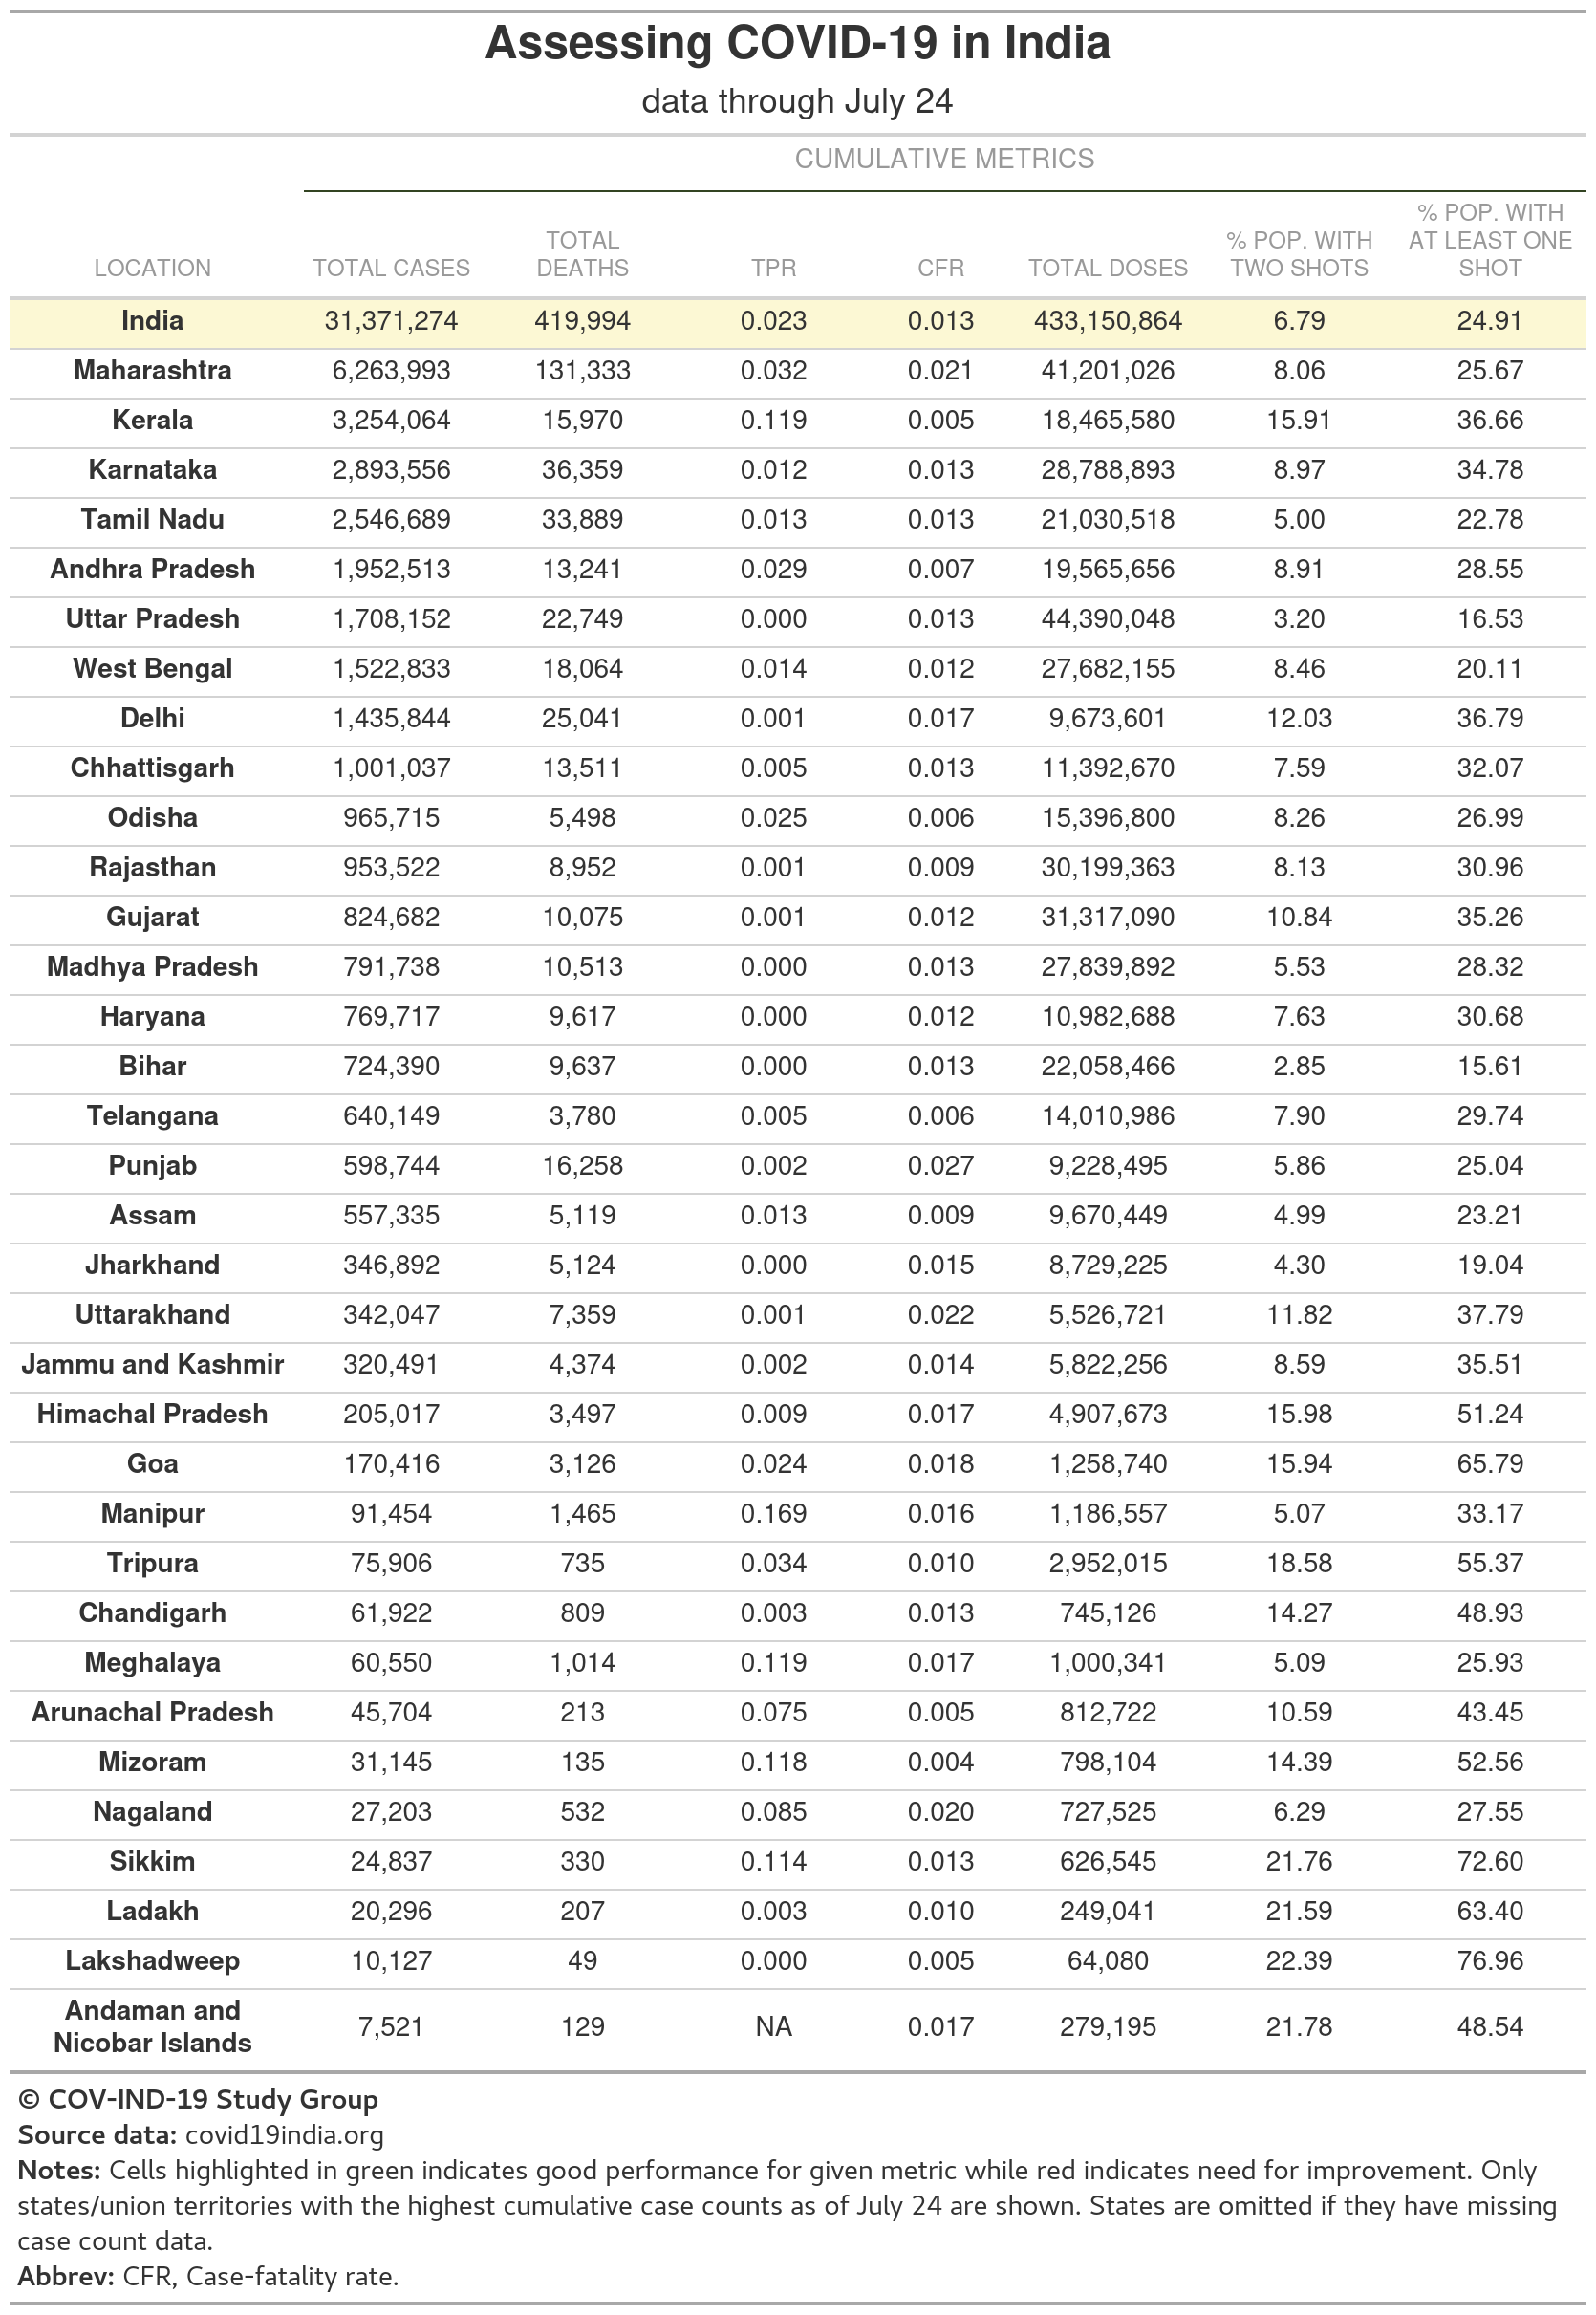 Assessing COVID-19 in India
data through July 24
CUMULATIVE METRICS
LOCATION TOTAL CASES TOTAL DEATHS TPR CFR TOTAL DOSES % POP. WITH TWO SHOTS % POP. WITH AT LEAST ONE SHOT
India 31,371,274 419,994 0.023 0.013 433,150,864 6.79 24.91
Maharashtra 6,263,993 131,333 0.032 0.021 41,201,026 8.06 25.67
Kerala 3,254,064 15,970 0.119 0.005 18,465,580 15.91 36.66
Karnataka 2,893,556 36,359 0.012 0.013 28,788,893 8.97 34.78
Tamil Nadu 2,546,689 33,889 0.013 0.013 21,030,518 5.00 22.78
Andhra Pradesh 1,952,513 13,241 0.029 0.007 19,565,656 8.91 28.55
Uttar Pradesh 1,708,152 22,749 0.000 0.013 44,390,048 3.20 16.53
West Bengal 1,522,833 18,064 0.014 0.012 27,682,155 8.46 20.11
Delhi 1,435,844 25,041 0.001 0.017 9,673,601 12.03 36.79
Chhattisgarh 1,001,037 13,511 0.005 0.013 11,392,670 7.59 32.07
Odisha 965,715 5,498 0.025 0.006 15,396,800 8.26 26.99
Rajasthan 953,522 8,952 0.001 0.009 30,199,363 8.13 30.96
Gujarat 824,682 10,075 0.001 0.012 31,317,090 10.84 35.26
Madhya Pradesh 791,738 10,513 0.000 0.013 27,839,892 5.53 28.32
Haryana 769,717 9,617 0.000 0.012 10,982,688 7.63 30.68
Bihar 724,390 9,637 0.000 0.013 22,058,466 2.85 15.61
Telangana 640,149 3,780 0.005 0.006 14,010,986 7.90 29.74
Punjab 598,744 16,258 0.002 0.027 9,228,495 5.86 25.04
Assam 557,335 5,119 0.013 0.009 9,670,449 4.99 23.21
Jharkhand 346,892 5,124 0.000 0.015 8,729,225 4.30 19.04
Uttarakhand 342,047 7,359 0.001 0.022 5,526,721 11.82 37.79
Jammu and Kashmir 320,491 4,374 0.002 0.014 5,822,256 8.59 35.51
Himachal Pradesh 205,017 3,497 0.009 0.017 4,907,673 15.98 51.24
Goa 170,416 3,126 0.024 0.018 1,258,740 15.94 65.79
Manipur 91,454 1,465 0.169 0.016 1,186,557 5.07 33.17
Tripura 75,906 735 0.034 0.010 2,952,015 18.58 55.37
Chandigarh 61,922 809 0.003 0.013 745,126 14.27 48.93
Meghalaya 60,550 1,014 0.119 0.017 1,000,341 5.09 25.93
Arunachal Pradesh 45,704 213 0.075 0.005 812,722 10.59 43.45
Mizoram 31,145 135 0.118 0.004 798,104 14.39 52.56
Nagaland 27,203 532 0.085 0.020 727,525 6.29 27.55
Sikkim 24,837 330 0.114 0.013 626,545 21.76 72.60
Ladakh 20,296 207 0.003 0.010 249,041 21.59 63.40
Lakshadweep 10,127 49 0.000 0.005 64,080 22.39 76.96
Andaman and Nicobar Islands 7,521 129 NA 0.017 279,195 21.78 48.54
© COV-IND-19 Study Group
Source data: covid19india.org
Notes: Cells highlighted in green indicates good performance for given metric while red indicates need for improvement. Only
states/union territories with the highest cumulative case counts as of July 24 are shown. States are omitted if they have missing
case count data.
Abbrev: CFR, Case-fatality rate.